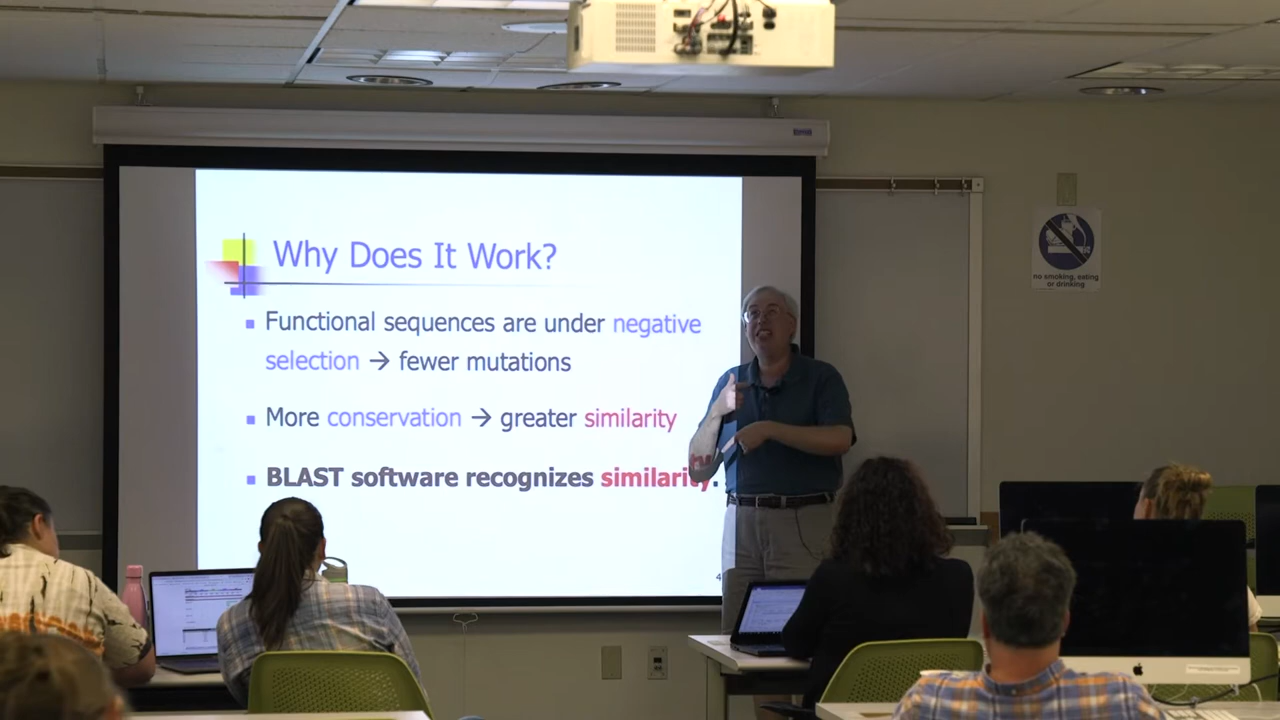 Why Does It Work?
Functional sequences are under negative
selection → fewer mutations
More conservation → greater similarity
BLAST software recognizes similarity.
4
no smoking, eating
or drinking